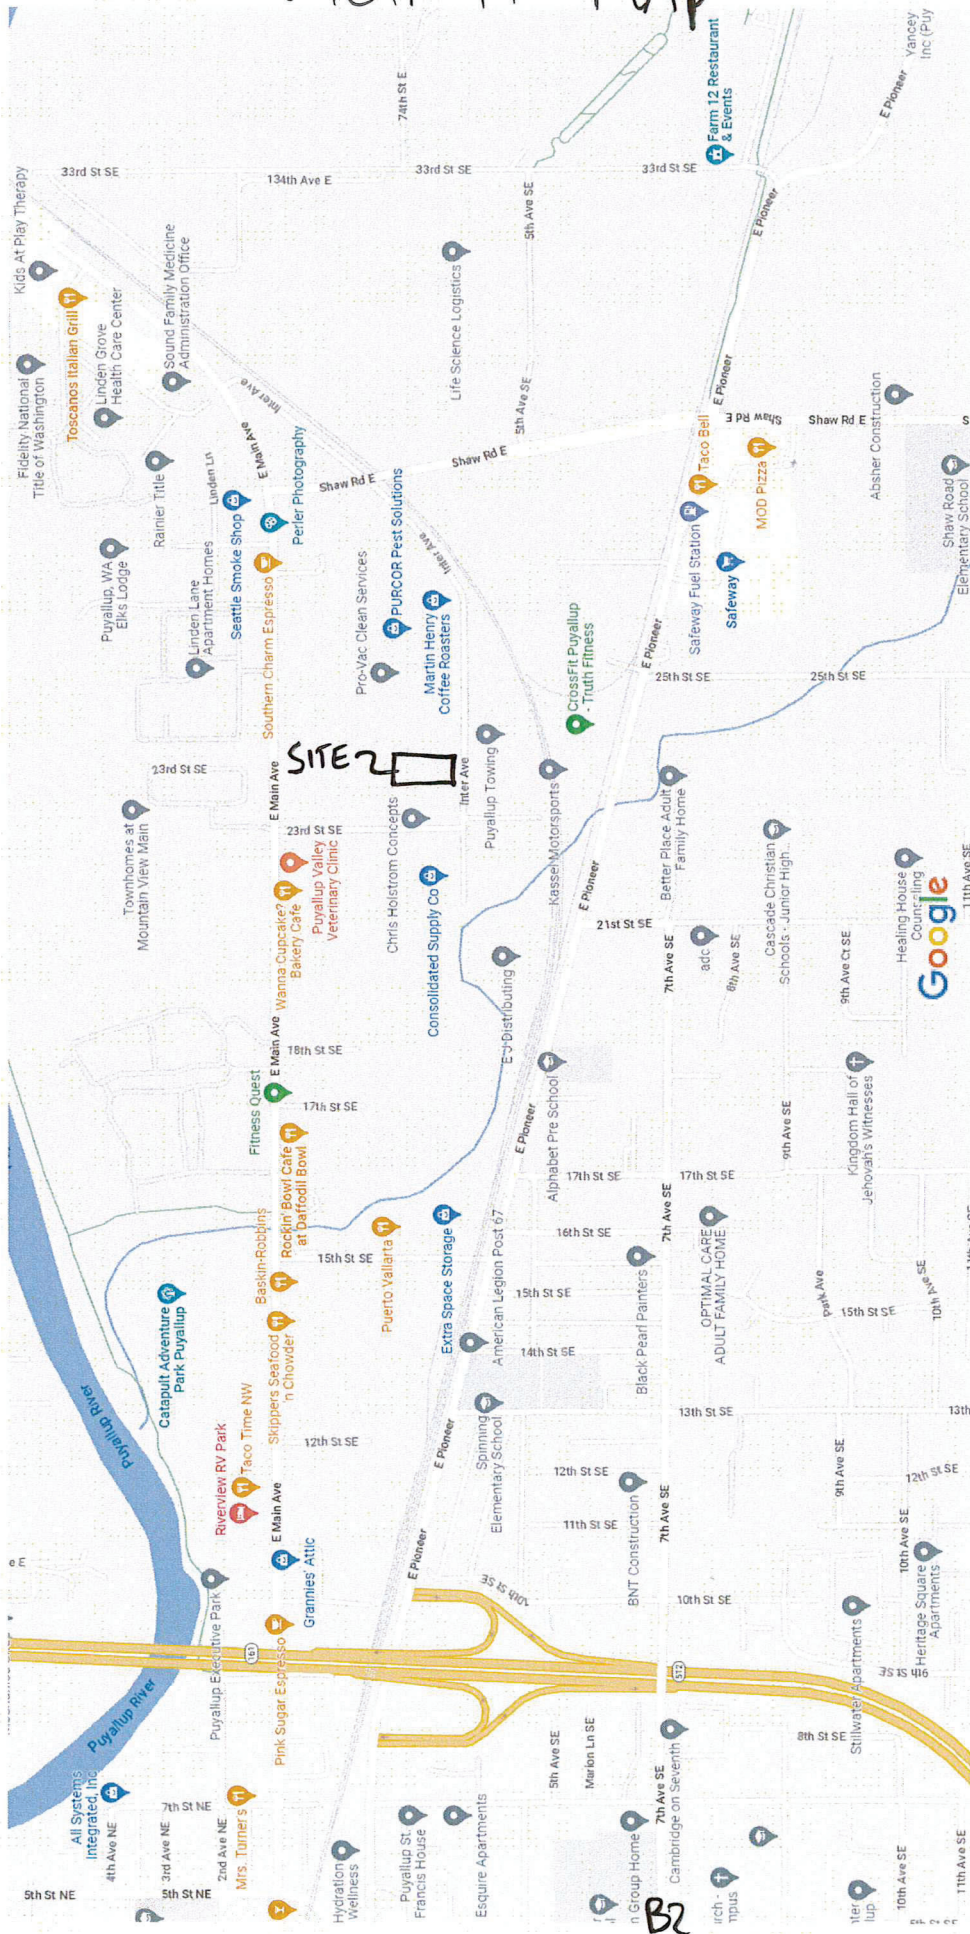 33rd St SE
134th Ave E
74th St E
33rd St SE
33rd St SE
Farm 12 Restaurant
& Events
E Pioneer
Yancey
Inc (Puy
Kids At Play Therapy
Toscanos Italian Grill
Fidelity National
Title of Washington
Linden Grove
Health Care Center
Sound Family Medicine
Administration Office
Inter Ave
Life Science Logistics
5th Ave SE
5th Ave SE
E Pioneer
E Pioneer
Shaw Rd E
Shaw Rd E
Absher Construction
Taco Bell
MOD Pizza
Safeway Fuel Station
Safeway
Shaw Road
Elementary School
Rainier Title
Linden Ln
E Main Ave
Shaw Rd E
Shaw Rd E
Puyallup, WA
Elks Lodge
Linden Lane
Apartment Homes
Seattle Smoke Shop
Perler Photography
Southern Charm Espresso
Pro-Vac Clean Services
PURCOR Pest Solutions
Martin Henry
Coffee Roasters
Inter Ave
CrossFit Puyallup
- Truth Fitness
E Pioneer
25th St SE
25th St SE
SITE
23rd St SE
E Main Ave
23rd St SE
Townhomes at
Mountain View Main
Puyallup Valley
Veterinary Clinic
Wanna Cupcake?
Bakery Cafe
Chris Holstrom Concepts
Consolidated Supply Co
Inter Ave
Puyallup Towing
Kassel Motorsports
E J Distributing
E Pioneer
Better Place Adult
Family Home
21st St SE
7th Ave SE
adc
8th Ave SE
Cascade Christian
Schools - Junior High...
9th Ave Ct SE
Healing House
Counseling
11th Ave SE
Google
E Main Ave
18th St SE
Fitness Quest
17th St SE
Rockin' Bowl Cafe
at Daffodil Bowl
Baskin-Robbins
15th St SE
Puerto Vallarta
Extra Space Storage
American Legion Post 67
E Pioneer
Alphabet Pre School
17th St SE
17th St SE
16th St SE
7th Ave SE
9th Ave SE
Kingdom Hall of
Jehovah's Witnesses
15th St SE
14th St SE
Black Pearl Painters
OPTIMAL CARE
ADULT FAMILY HOME
Park Ave
15th St SE
10th Ave SE
Puyallup River
Catapult Adventure
Park Puyallup
Skippers Seafood
'n Chowder
Taco Time NW
Riverview RV Park
12th St SE
E Main Ave
Grannies' Attic
E Pioneer
Spinning
Elementary School
13th St SE
13th
12th St SE
11th St SE
BNT Construction
7th Ave SE
9th Ave SE
12th St SE
10th Ave SE
Heritage Square
Apartments
e E
Puyallup Executive Park
161
Pink Sugar Espresso
E Pioneer
10th St SE
10th St SE
512
9th St SE
Stillwater Apartments
8th St SE
Puyallup River
All Systems
Integrated, Inc
4th Ave NE
7th St NE
3rd Ave NE
2nd Ave NE
5th St NE
5th St NE
Mrs. Turner's
Hydration
Wellness
Puyallup St.
Francis House
Esquire Apartments
5th Ave SE
Marion Ln SE
7th Ave SE
Cambridge on Seventh
n Group Home
B2
10th Ave SE
11th Ave SE